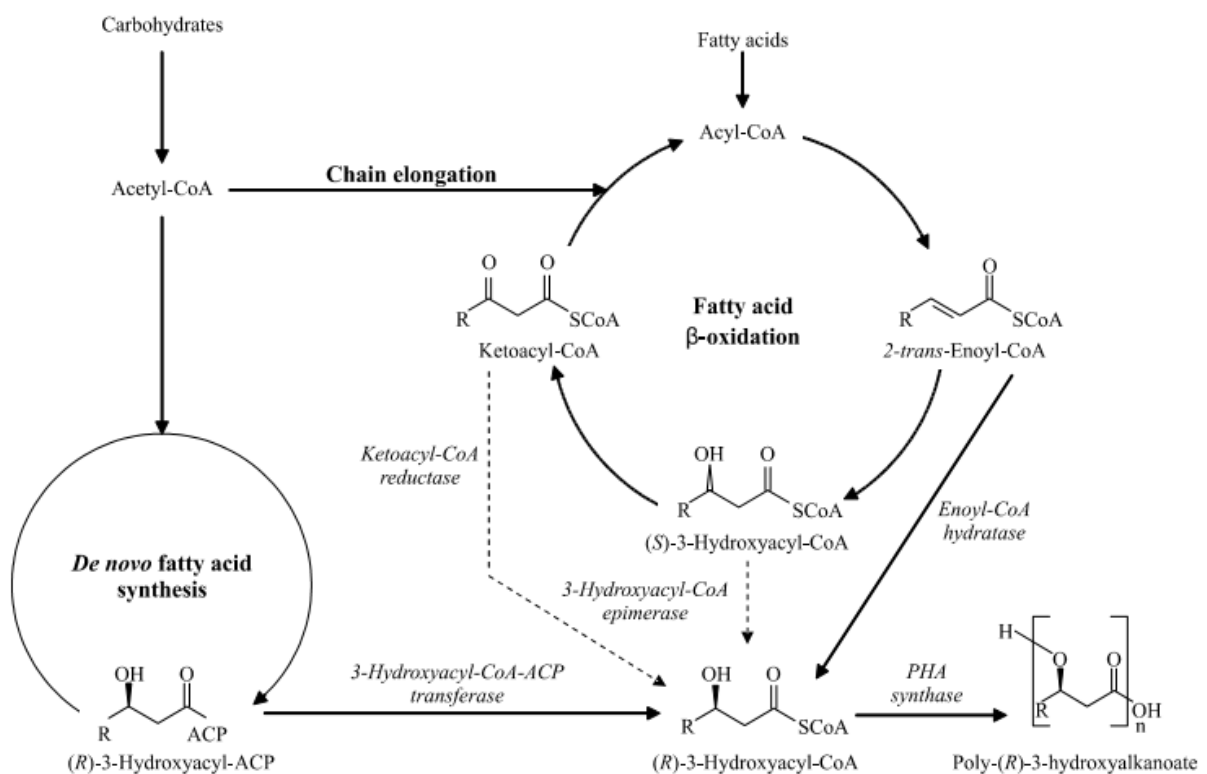 Carbohydrates
Fatty acids
Acyl-CoA
Acetyl-CoA
Chain elongation
O
O
R
SCoA
Ketoacyl-CoA
Fatty acid
β-oxidation
O
R
SCoA
2-trans-Enoyl-CoA
Ketoacyl-CoA
reductase
OH
O
R
SCoA
(S)-3-Hydroxyacyl-CoA
Enoyl-CoA
hydratase
De novo fatty acid
synthesis
3-Hydroxyacyl-CoA
epimerase
OH
O
R
ACP
(R)-3-Hydroxyacyl-ACP
3-Hydroxyacyl-CoA-ACP
transferase
OH
O
R
SCoA
(R)-3-Hydroxyacyl-CoA
PHA
synthase
H
O
O
R
OH
n
Poly-(R)-3-hydroxyalkanoate